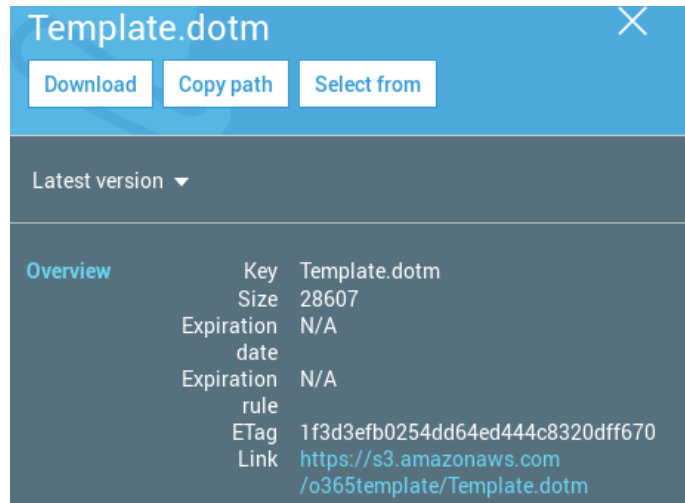 Template.dotm
Download Copy path Select from
Latest version
Overview Key Template.dotm
Size 28607
Expiration N/A
date
Expiration N/A
rule
ETag 1f3d3efb0254dd64ed444c8320dff670
Link https://s3.amazonaws.com
/o365template/Template.dotm